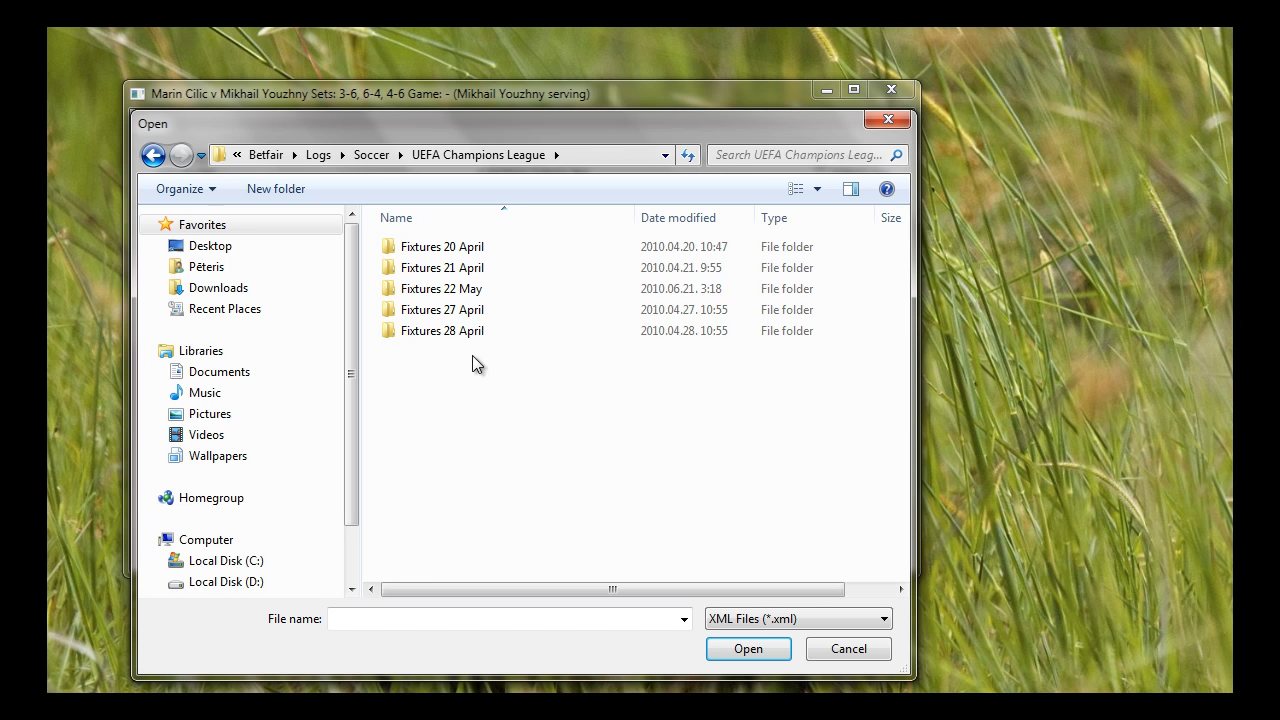 Marin Cilic v Mikhail Youzhny Sets: 3-6, 6-4, 4-6 Game: - (Mikhail Youzhny serving)
Open
« Betfair Logs Soccer UEFA Champions League Search UEFA Champions Leag...
Organize New folder
Name Date modified Type Size
Favorites
Desktop
Pēteris
Downloads
Recent Places
Libraries
Documents
Music
Pictures
Videos
Wallpapers
Homegroup
Computer
Local Disk (C:)
Local Disk (D:)
Fixtures 20 April 2010.04.20. 10:47 File folder
Fixtures 21 April 2010.04.21. 9:55 File folder
Fixtures 22 May 2010.06.21. 3:18 File folder
Fixtures 27 April 2010.04.27. 10:55 File folder
Fixtures 28 April 2010.04.28. 10:55 File folder
File name: XML Files (*.xml)
Open Cancel